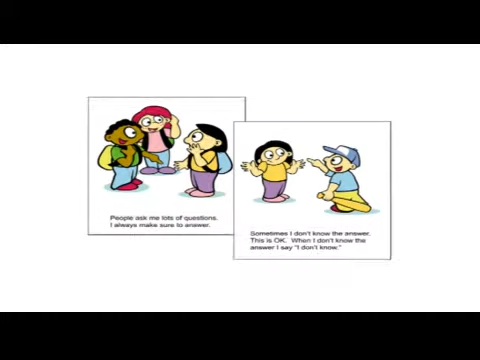 People ask me lots of questions.
I always make sure to answer.
Sometimes I don't know the answer.
This is OK. When I don't know the
answer I say "I don't know."